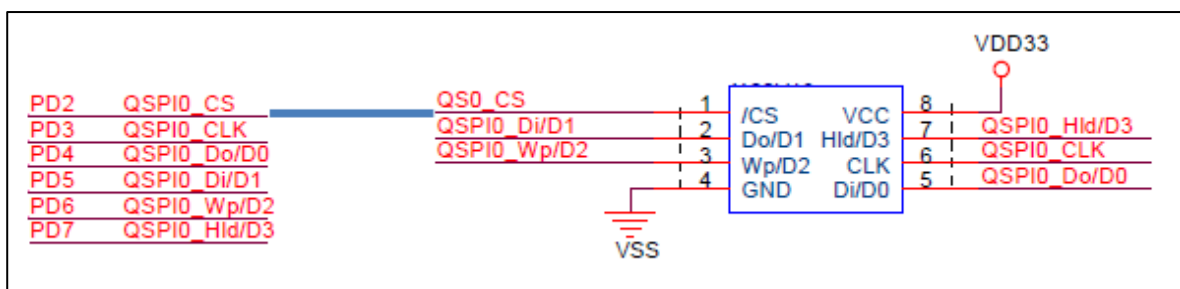 VDD33
PD2 QSPI0_CS QS0_CS 1 /CS VCC 8
PD3 QSPI0_CLK QSPI0_Di/D1 2 Do/D1 Hld/D3 7 QSPI0_Hld/D3
PD4 QSPI0_Do/D0 QSPI0_Wp/D2 3 Wp/D2 CLK 6 QSPI0_CLK
PD5 QSPI0_Di/D1 4 GND Di/D0 5 QSPI0_Do/D0
PD6 QSPI0_Wp/D2
PD7 QSPI0_Hld/D3
VSS